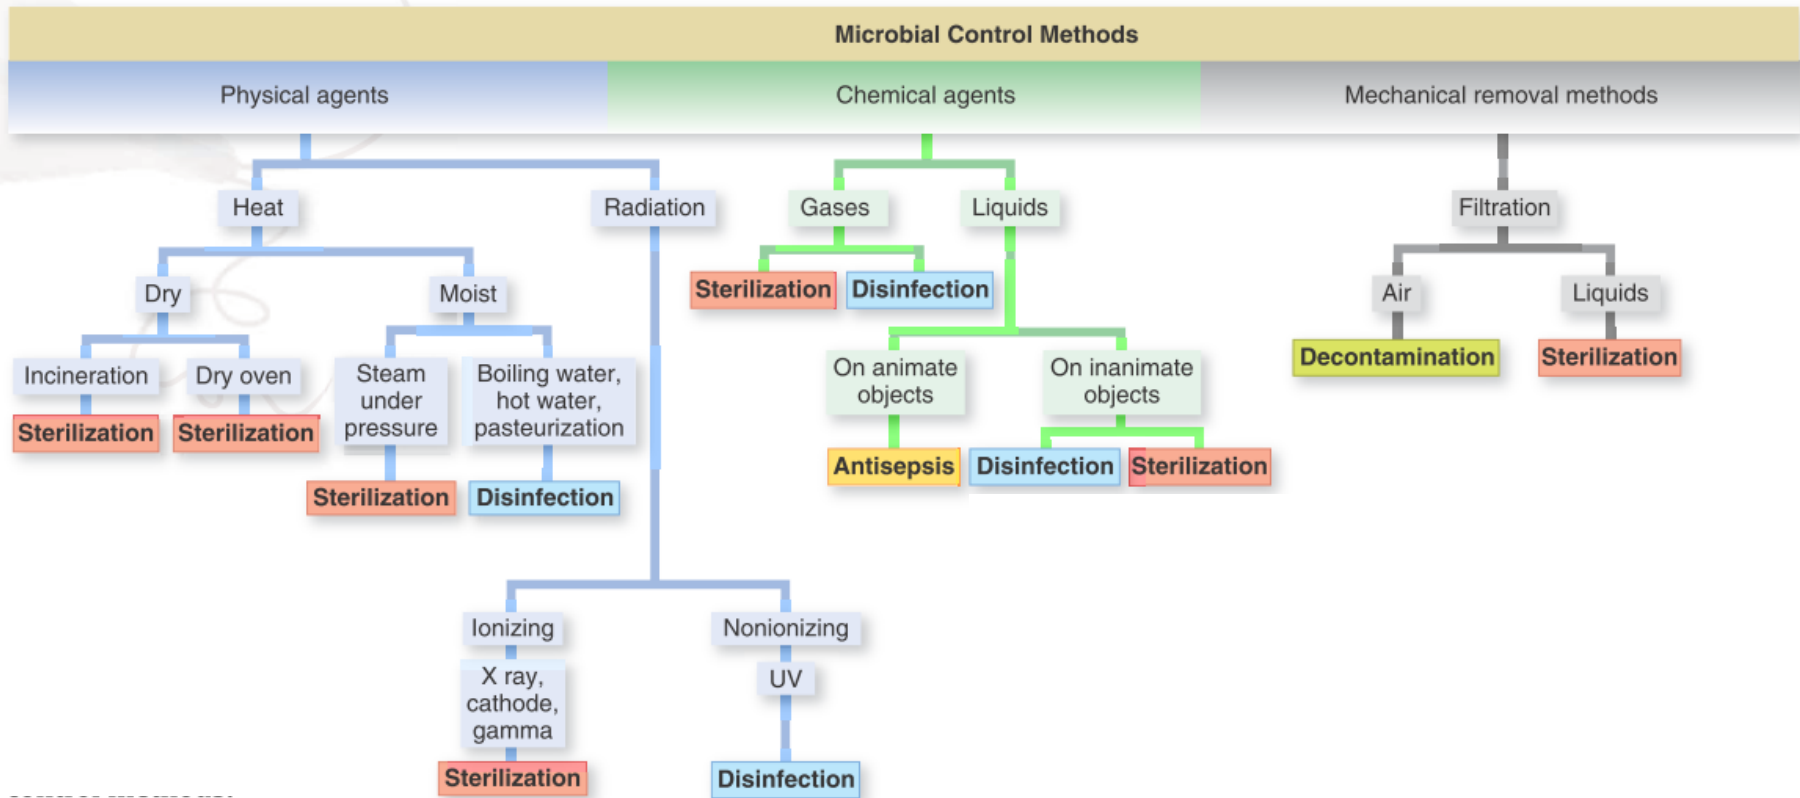 Microbial Control Methods
Physical agents
Chemical agents
Mechanical removal methods
Heat
Radiation
Gases
Liquids
Filtration
Sterilization
Disinfection
Dry
Moist
Air
Liquids
Incineration
Dry oven
Steam
under
pressure
Boiling water,
hot water,
pasteurization
On animate
objects
On inanimate
objects
Decontamination
Sterilization
Sterilization
Sterilization
Antisepsis
Disinfection
Sterilization
Sterilization
Disinfection
Ionizing
Nonionizing
X ray,
cathode,
gamma
UV
Sterilization
Disinfection